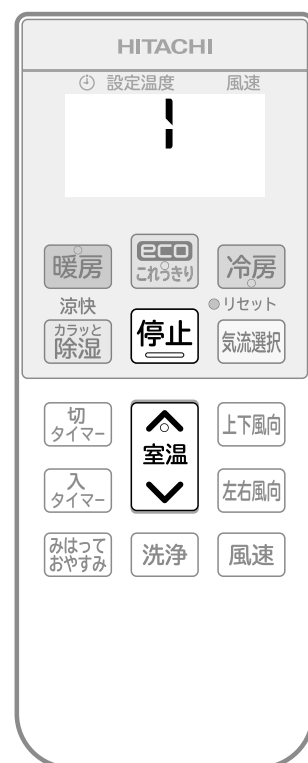 HITACHI
設定温度 風速
1
暖房 eco これっきり 冷房
涼快 リセット
カラッと除湿 停止 気流選択
切タイマー 室温 上下風向
入タイマー 左右風向
みはっておやすみ 洗浄 風速